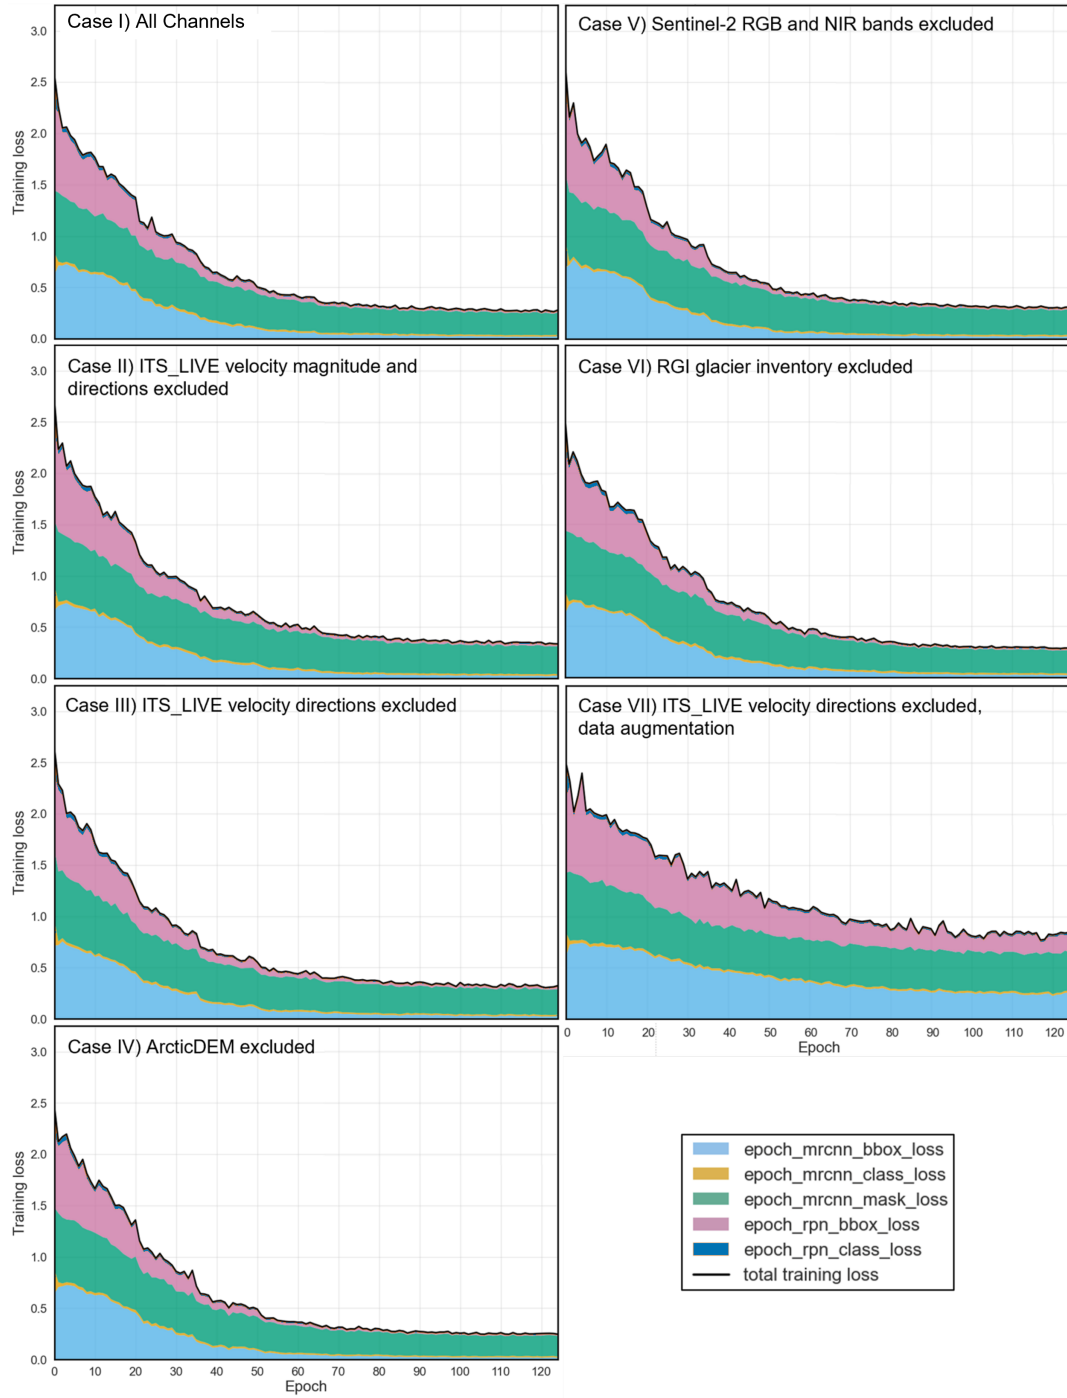 Case I) All Channels
3.0
2.5
2.0
1.5
1.0
0.5
0.0
Training loss
Case V) Sentinel-2 RGB and NIR bands excluded
Case II) ITS_LIVE velocity magnitude and
directions excluded
3.0
2.5
2.0
1.5
1.0
0.5
0.0
Training loss
Case VI) RGI glacier inventory excluded
Case III) ITS_LIVE velocity directions excluded
3.0
2.5
2.0
1.5
1.0
0.5
0.0
Training loss
Case VII) ITS_LIVE velocity directions excluded,
data augmentation
0 10 20 30 40 50 60 70 80 90 100 110 120
Epoch
Case IV) ArcticDEM excluded
3.0
2.5
2.0
1.5
1.0
0.5
0.0
Training loss
0 10 20 30 40 50 60 70 80 90 100 110 120
Epoch
epoch_mrcnn_bbox_loss
epoch_mrcnn_class_loss
epoch_mrcnn_mask_loss
epoch_rpn_bbox_loss
epoch_rpn_class_loss
total training loss